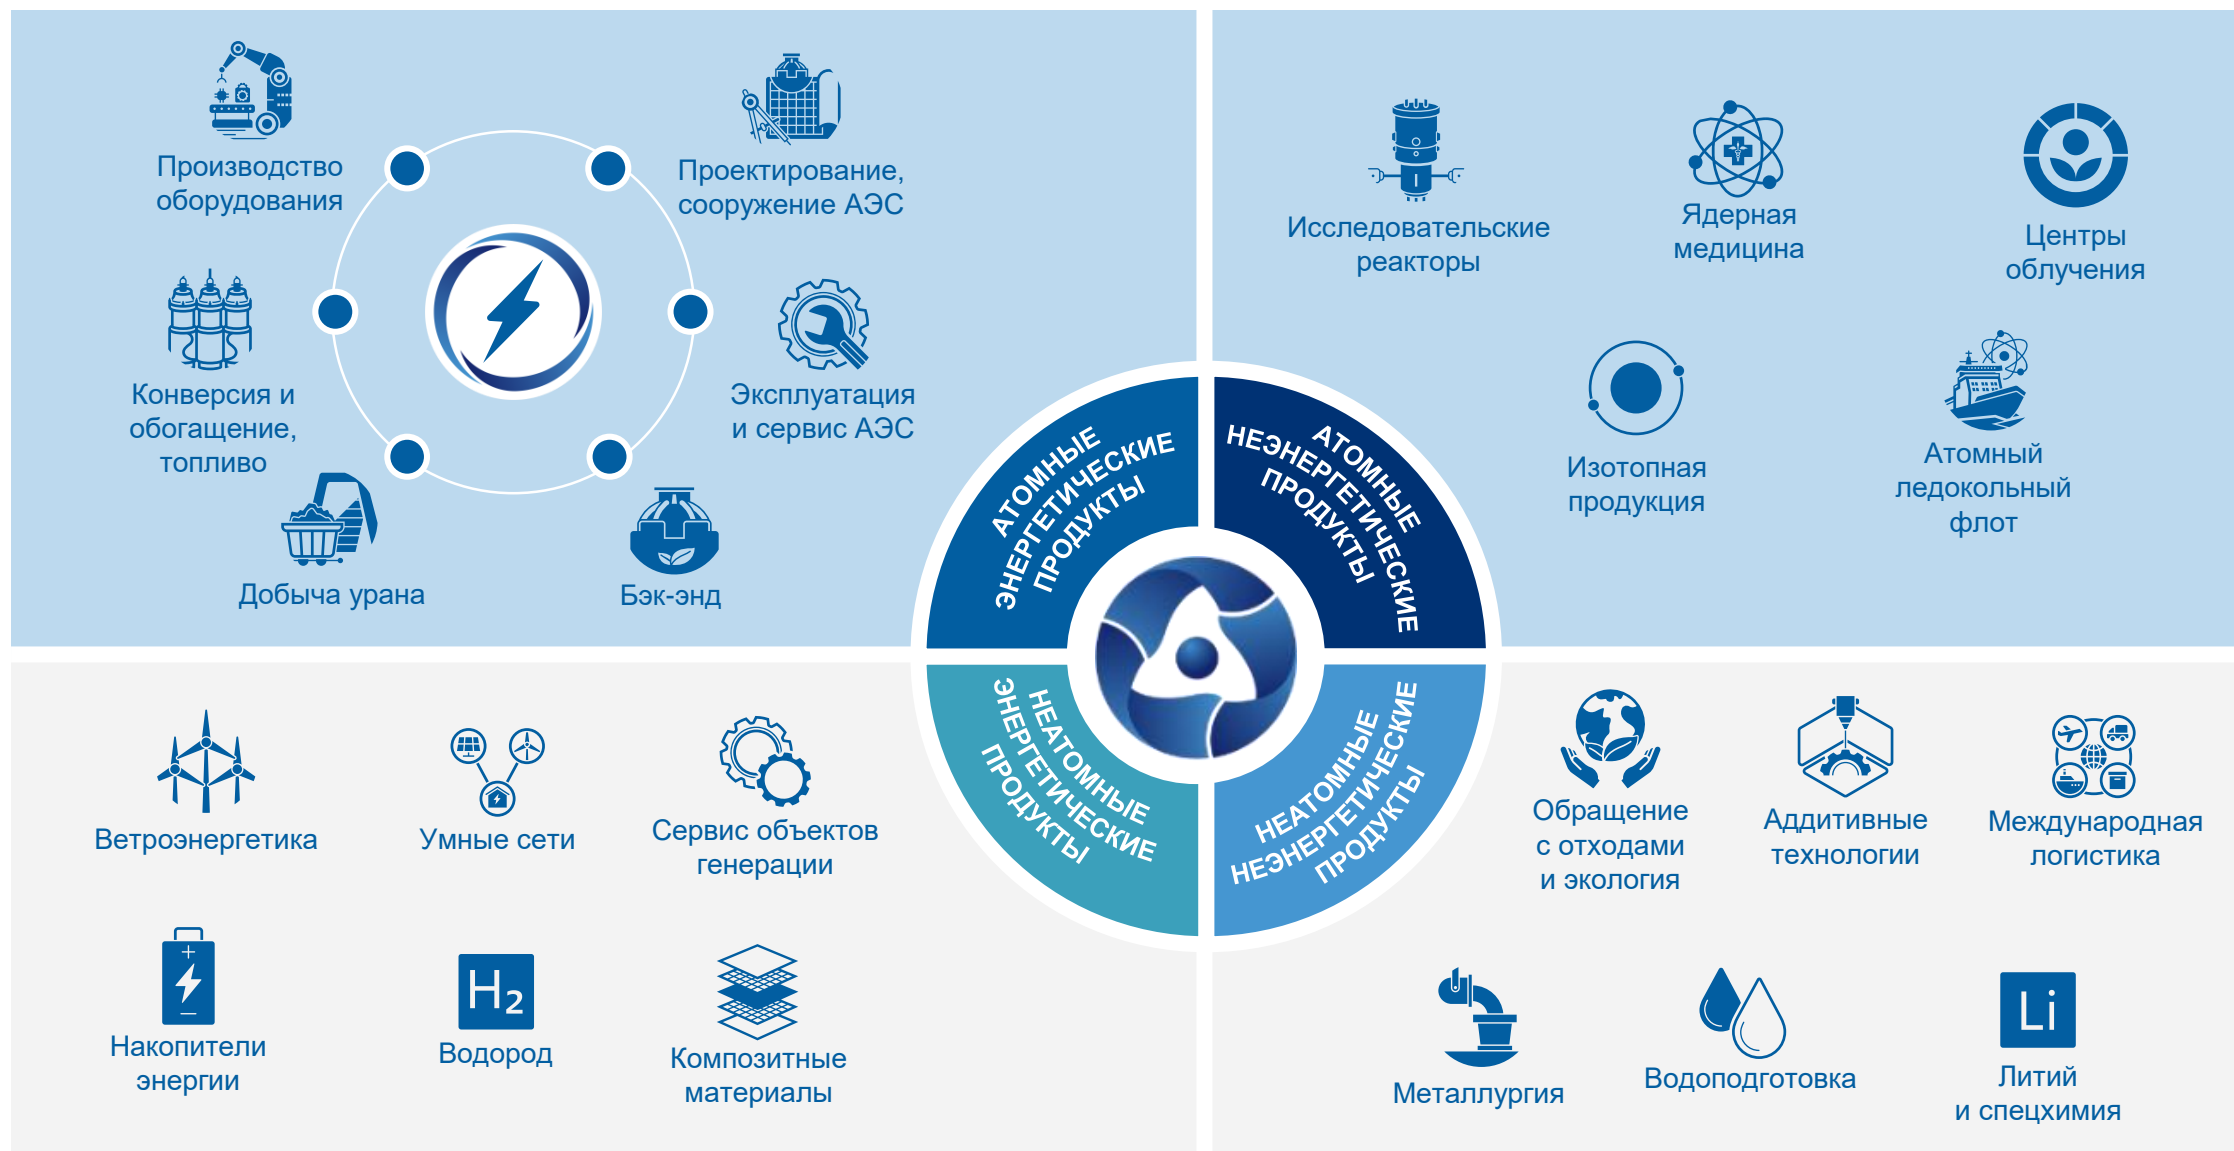 Производство
оборудования
Проектирование,
сооружение АЭС
Конверсия и
обогащение,
топливо
Эксплуатация
и сервис АЭС
Добыча урана
Бэк-энд
АТОМНЫЕ
ЭНЕРГЕТИЧЕСКИЕ
ПРОДУКТЫ
Исследовательские
реакторы
Ядерная
медицина
Центры
облучения
Изотопная
продукция
Атомный
ледокольный
флот
АТОМНЫЕ
НЕЭНЕРГЕТИЧЕСКИЕ
ПРОДУКТЫ
Ветроэнергетика
Умные сети
Сервис объектов
генерации
H₂
Накопители
энергии
Водород
Композитные
материалы
НЕАТОМНЫЕ
ЭНЕРГЕТИЧЕСКИЕ
ПРОДУКТЫ
НЕАТОМНЫЕ
НЕЭНЕРГЕТИЧЕСКИЕ
ПРОДУКТЫ
Обращение
с отходами
и экология
Аддитивные
технологии
Международная
логистика
Li
Металлургия
Водоподготовка
Литий
и спецхимия